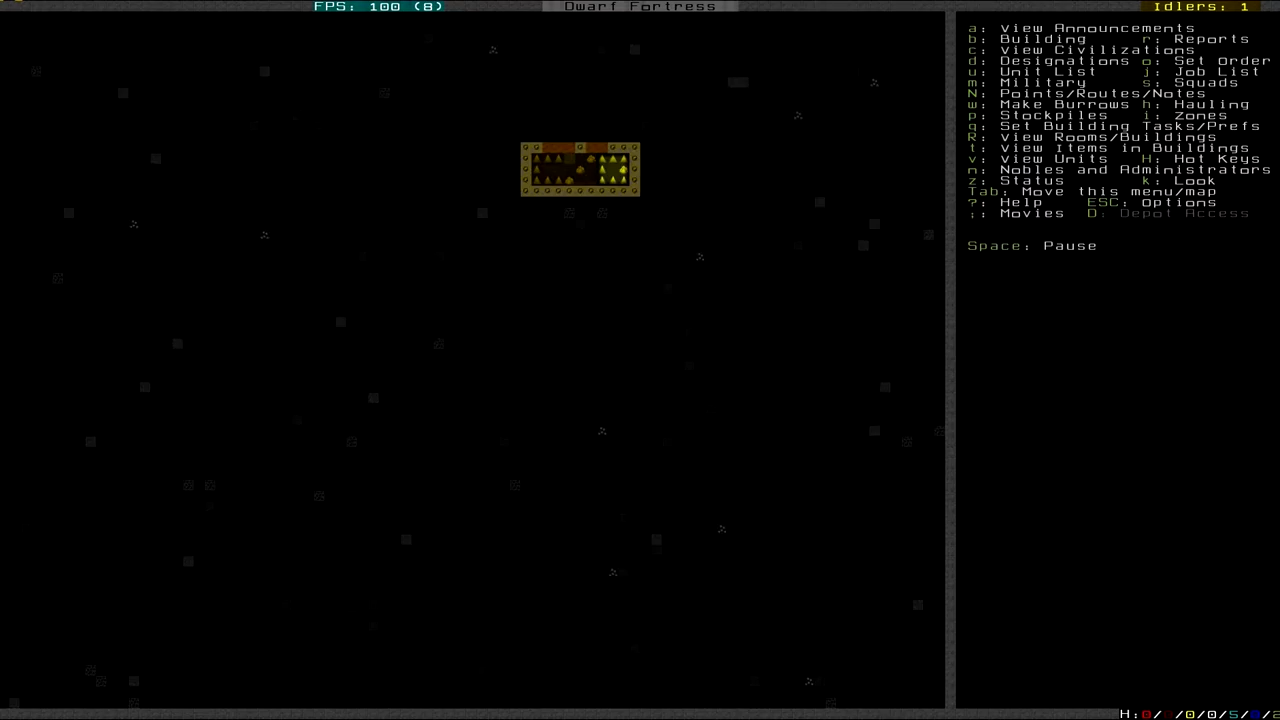 FPS: 100 (8) Dwarf Fortress Idlers: 1
a: View Announcements
b: Building r: Reports
c: View Civilizations
d: Designations o: Set Order
u: Unit List j: Job List
m: Military s: Squads
N: Points/Routes/Notes
w: Make Burrows h: Hauling
p: Stockpiles i: Zones
q: Set Building Tasks/Prefs
R: View Rooms/Buildings
t: View Items in Buildings
v: View Units H: Hot Keys
n: Nobles and Administrators
z: Status k: Look
Tab: Move this menu/map
?: Help ESC: Options
;: Movies D: Depot Access
Space: Pause